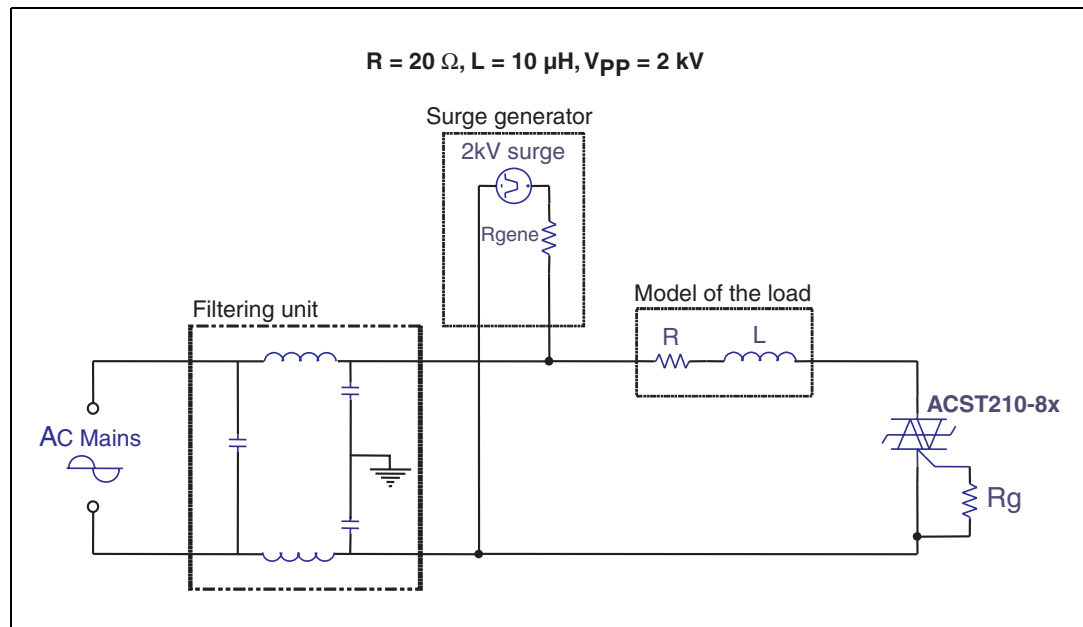 R = 20 Ω, L = 10 µH, VPP = 2 kV
Surge generator
2kV surge
Rgene
Model of the load
R
L
Filtering unit
ACST210-8x
AC Mains
Rg